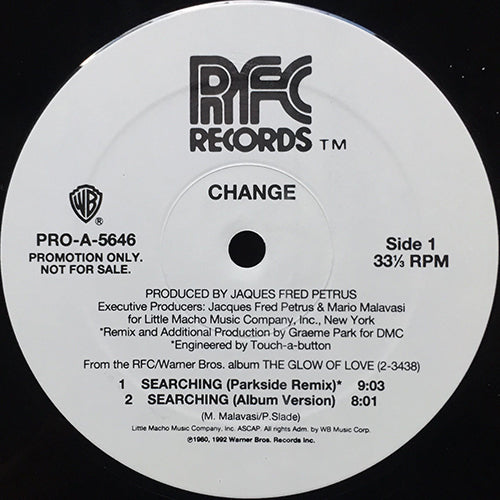 RFC
RECORDS TM
CHANGE
WB
PRO-A-5646
PROMOTION ONLY.
NOT FOR SALE.
Side 1
33⅓ RPM
PRODUCED BY JAQUES FRED PETRUS
Executive Producers: Jacques Fred Petrus & Mario Malavasi
for Little Macho Music Company, Inc., New York
*Remix and Additional Production by Graeme Park for DMC
*Engineered by Touch-a-button
From the RFC/Warner Bros. album THE GLOW OF LOVE (2-3438)
1 SEARCHING (Parkside Remix)* 9:03
2 SEARCHING (Album Version) 8:01
(M. Malavasi/P.Slade)
Little Macho Music Company, Inc. ASCAP. All rights Adm. by WB Music Corp.
℗1980, 1992 Warner Bros. Records Inc.